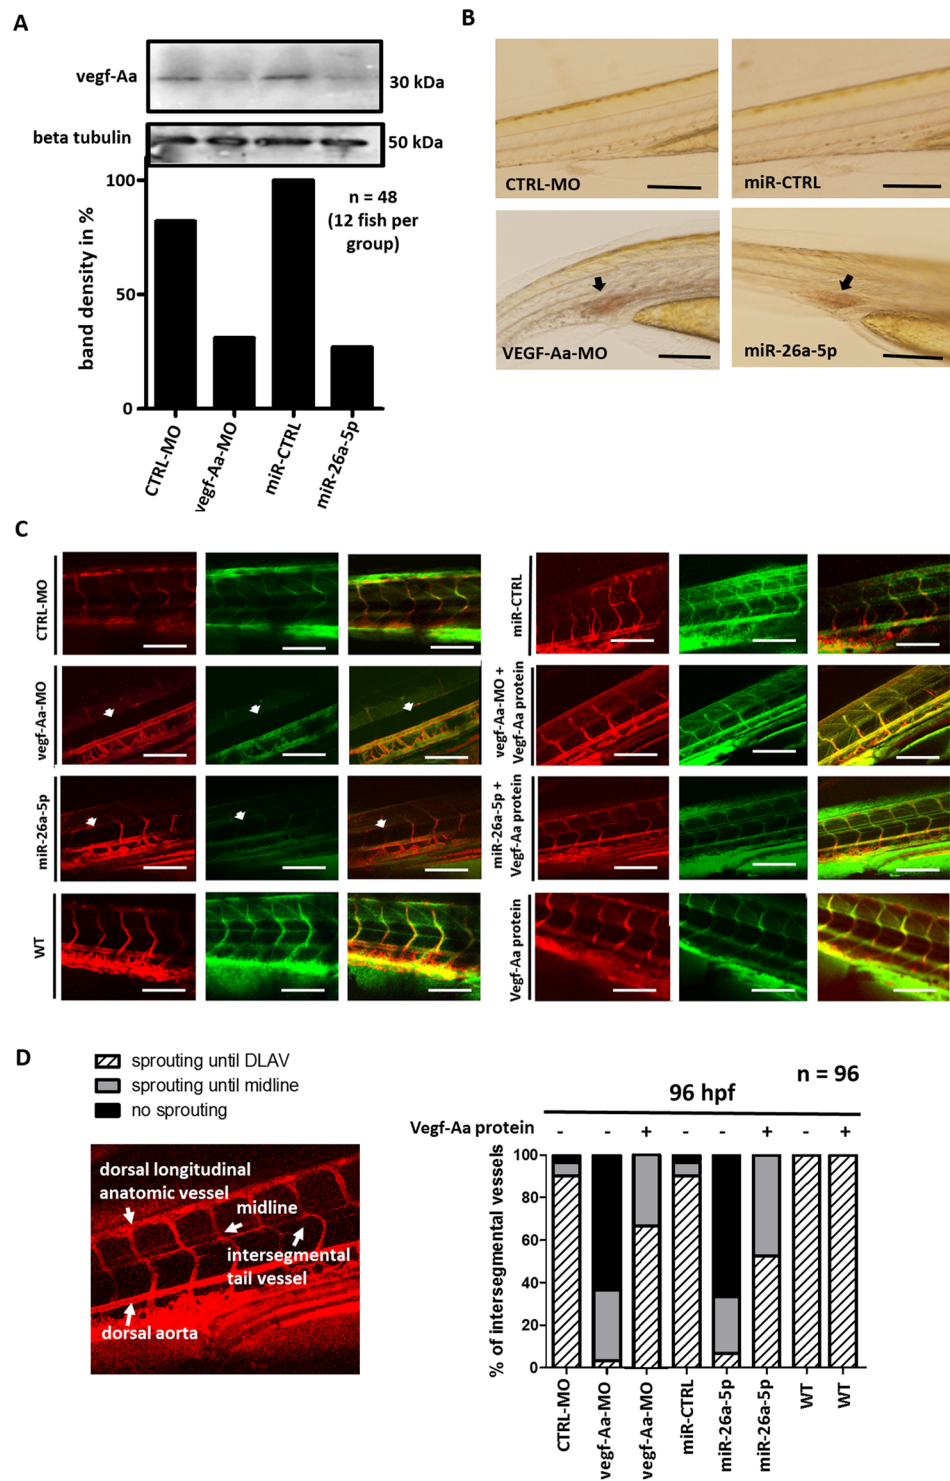 A
vegf-Aa
30 kDa
beta tubulin
50 kDa
band density in %
100
50
0
n = 48
(12 fish per
group)
CTRL-MO
vegf-Aa-MO
miR-CTRL
miR-26a-5p
B
CTRL-MO
miR-CTRL
VEGF-Aa-MO
miR-26a-5p
C
CTRL-MO
vegf-Aa-MO
miR-26a-5p
WT
miR-CTRL
vegf-Aa-MO +
Vegf-Aa protein
miR-26a-5p +
Vegf-Aa protein
Vegf-Aa protein
D
sprouting until DLAV
sprouting until midline
no sprouting
dorsal longitudinal
anatomic vessel
midline
intersegmental
tail vessel
dorsal aorta
n = 96
96 hpf
Vegf-Aa protein - - + - - + - +
% of intersegmental vessels
100
80
60
40
20
0
CTRL-MO
vegf-Aa-MO
vegf-Aa-MO
miR-CTRL
miR-26a-5p
miR-26a-5p
WT
WT